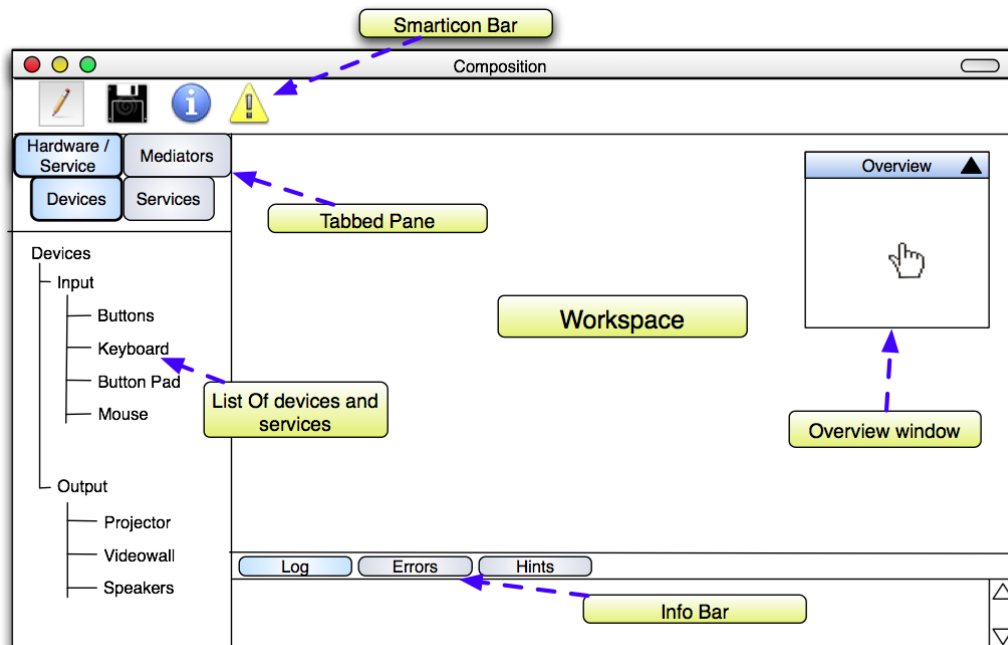 Smarticon Bar
Composition
Hardware /
Service
Mediators
Devices
Services
Overview
Tabbed Pane
Devices
Input
Buttons
Keyboard
Button Pad
Mouse
Workspace
List Of devices and
services
Overview window
Output
Projector
Videowall
Speakers
Log
Errors
Hints
Info Bar